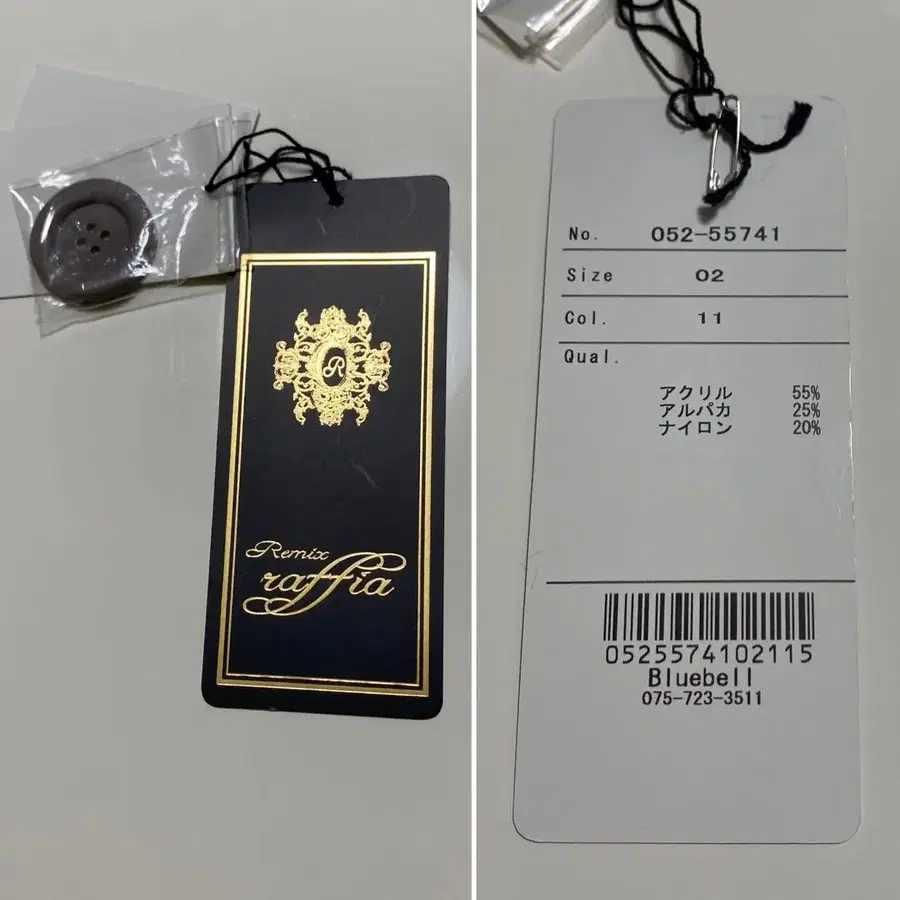 R
Remix
raffia
No. 052-55741
Size 02
Col. 11
Qual.
アクリル 55%
アルパカ 25%
ナイロン 20%
0525574102115
Bluebell
075-723-3511